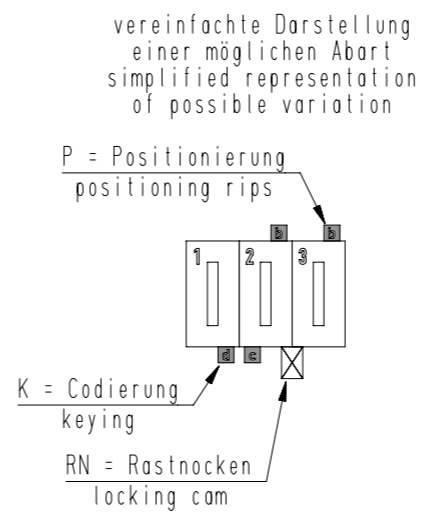 vereinfachte Darstellung
einer möglichen Abart
simplified representation
of possible variation
P = Positionierung
positioning rips
1 2 3
c
K = Codierung
keying
RN = Rastnocken
locking cam